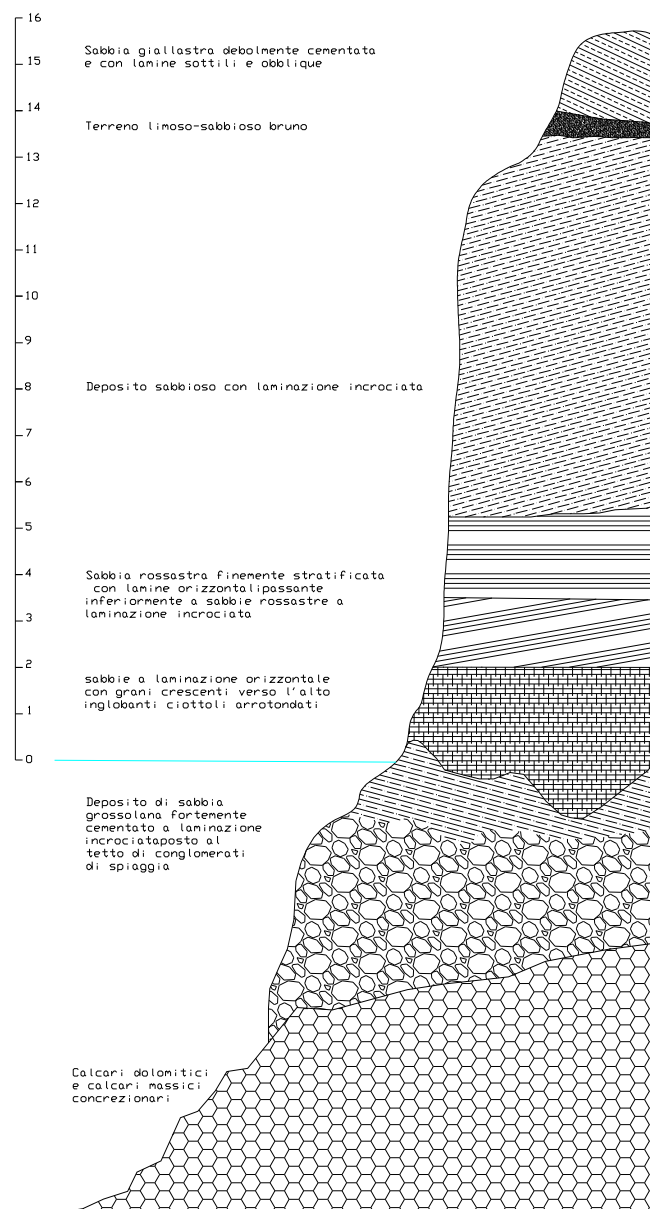 16
Sabbia giallastra debolmente cementata
e con lamine sottili e obblique
15
14
Terreno limoso-sabbioso bruno
13
12
11
10
9
8
Deposito sabbioso con laminazione incrociata
7
6
5
4
Sabbia rossastra finemente stratificata
con lamine orizzontalipassante
inferiormente a sabbie rossastre a
laminazione incrociata
3
2
sabbie a laminazione orizzontale
con grani crescenti verso l'alto
inglobanti ciottoli arrotondati
1
0
Deposito di sabbia
grossolana fortemente
cementato a laminazione
incrociataposto al
tetto di conglomerati
di spiaggia
Calcari dolomitici
e calcari massicci
concrezionari